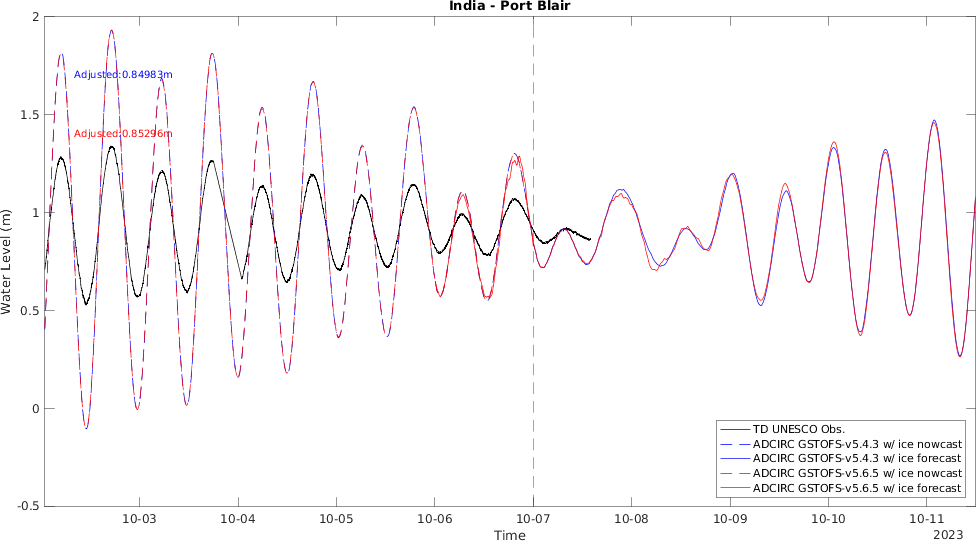 India - Port Blair
Water Level (m)
2
1.5
1
0.5
0
-0.5
Adjusted:0.84983m
Adjusted:0.85296m
TD UNESCO Obs.
ADCIRC GSTOFS-v5.4.3 w/ ice nowcast
ADCIRC GSTOFS-v5.4.3 w/ ice forecast
ADCIRC GSTOFS-v5.6.5 w/ ice nowcast
ADCIRC GSTOFS-v5.6.5 w/ ice forecast
10-03 10-04 10-05 10-06 10-07 10-08 10-09 10-10 10-11
Time
2023